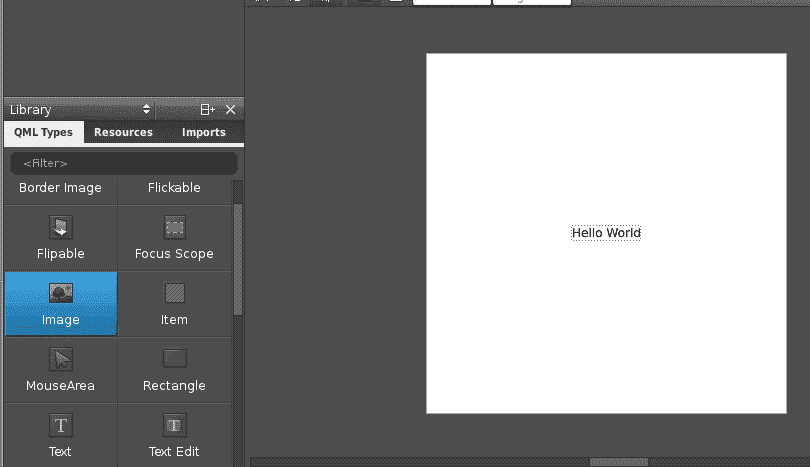 Library
QML Types Resources Imports
<Filter>
Border Image Flickable
Flipable Focus Scope
Image Item
MouseArea Rectangle
T T
Text Text Edit
Hello World